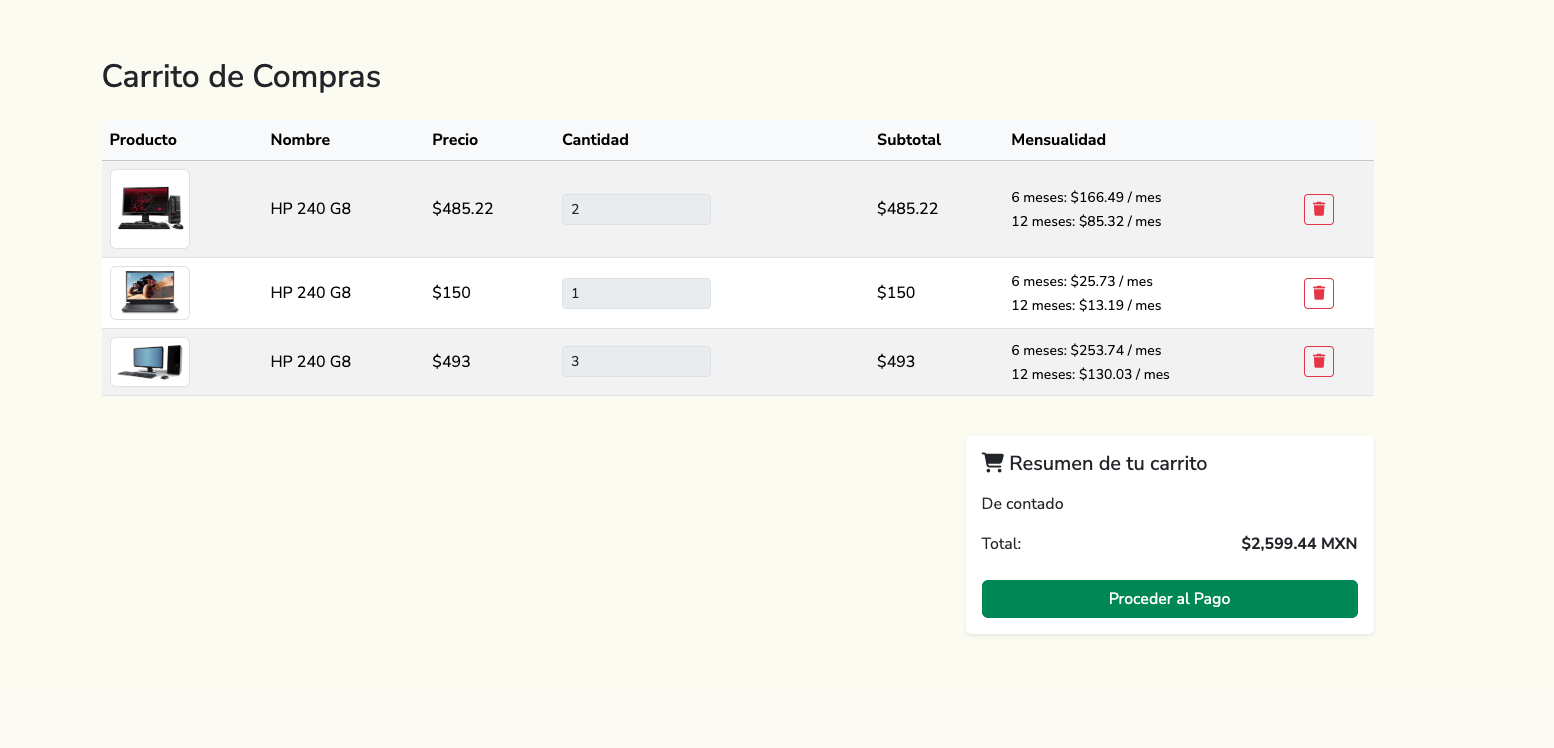 Carrito de Compras
Producto Nombre Precio Cantidad Subtotal Mensualidad
HP 240 G8 $485.22 2 $485.22 6 meses: $166.49 / mes
12 meses: $85.32 / mes
HP 240 G8 $150 1 $150 6 meses: $25.73 / mes
12 meses: $13.19 / mes
HP 240 G8 $493 3 $493 6 meses: $253.74 / mes
12 meses: $130.03 / mes
Resumen de tu carrito
De contado
Total: $2,599.44 MXN
Proceder al Pago